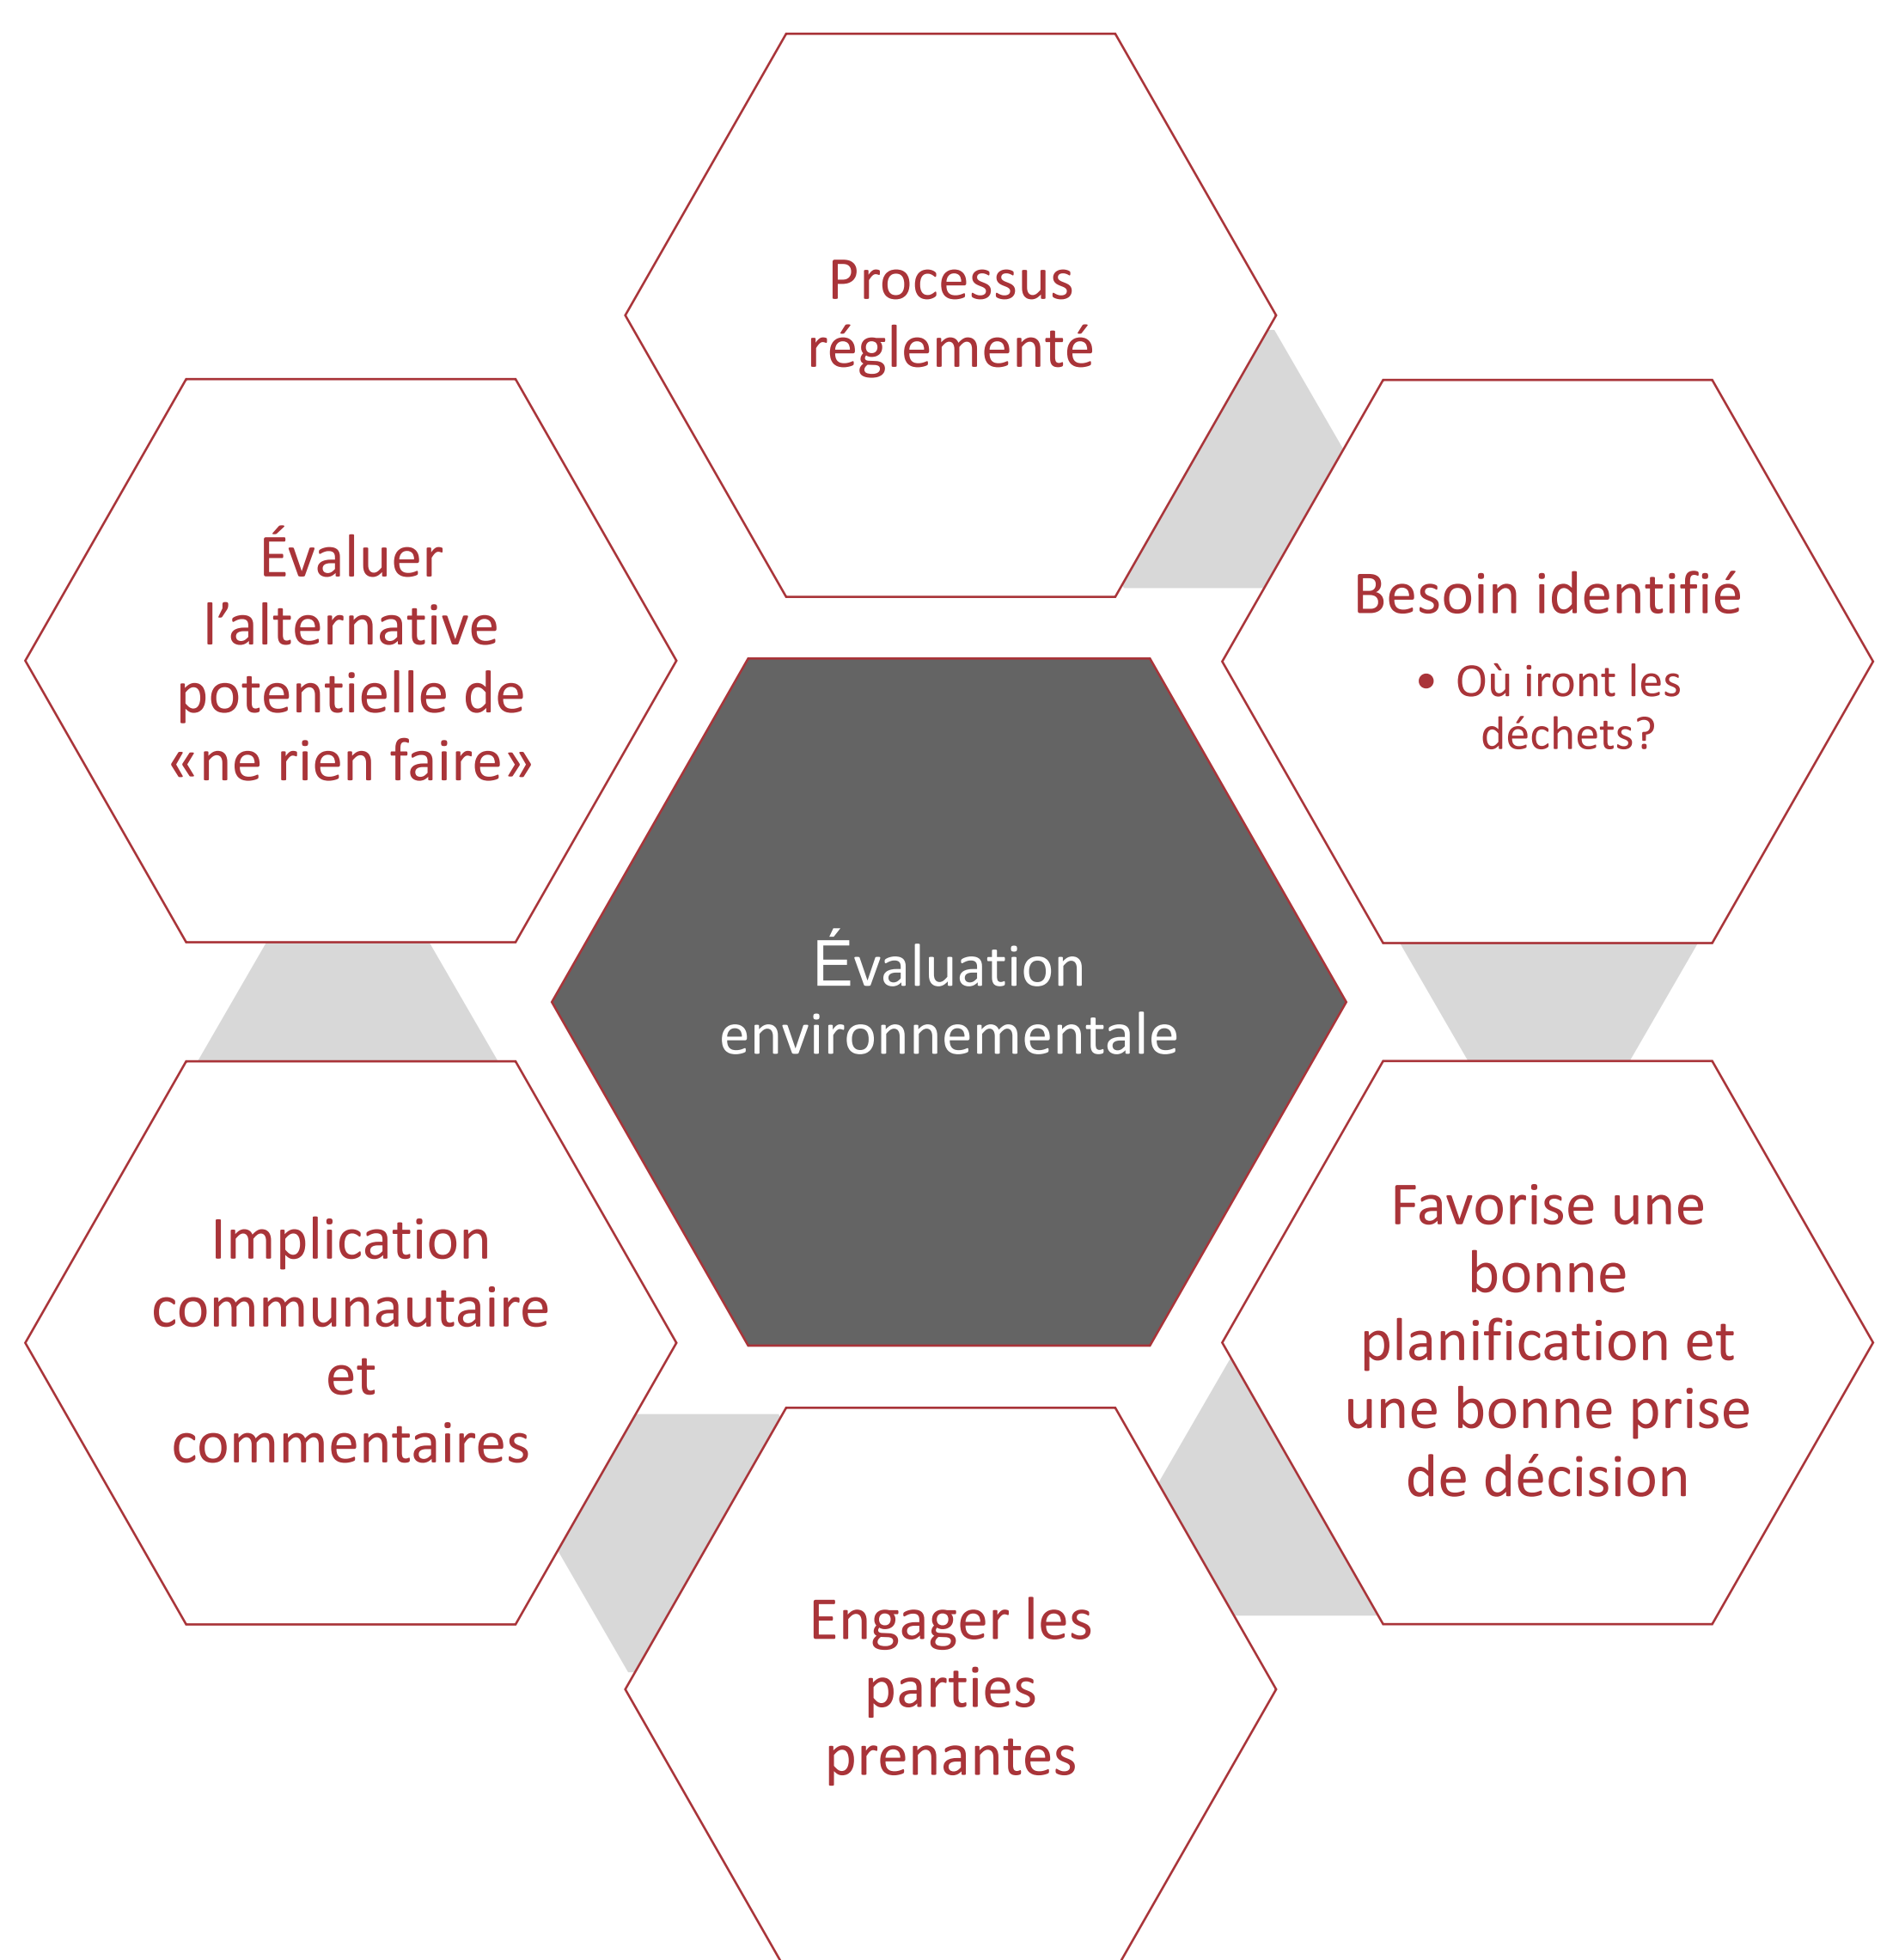 Processus
réglementé
Besoin identifié
• Où iront les
déchets?
Favorise une
bonne
planification et
une bonne prise
de décision
Engager les
parties
prenantes
Implication
communautaire
et
commentaires
Évaluer
l’alternative
potentielle de
«ne rien faire»
Évaluation
environnementale